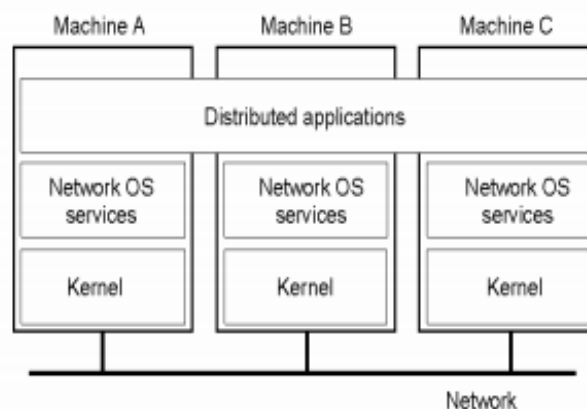 Machine A Machine B Machine C
Distributed applications
Network OS Network OS Network OS
services services services
Kernel Kernel Kernel
Network